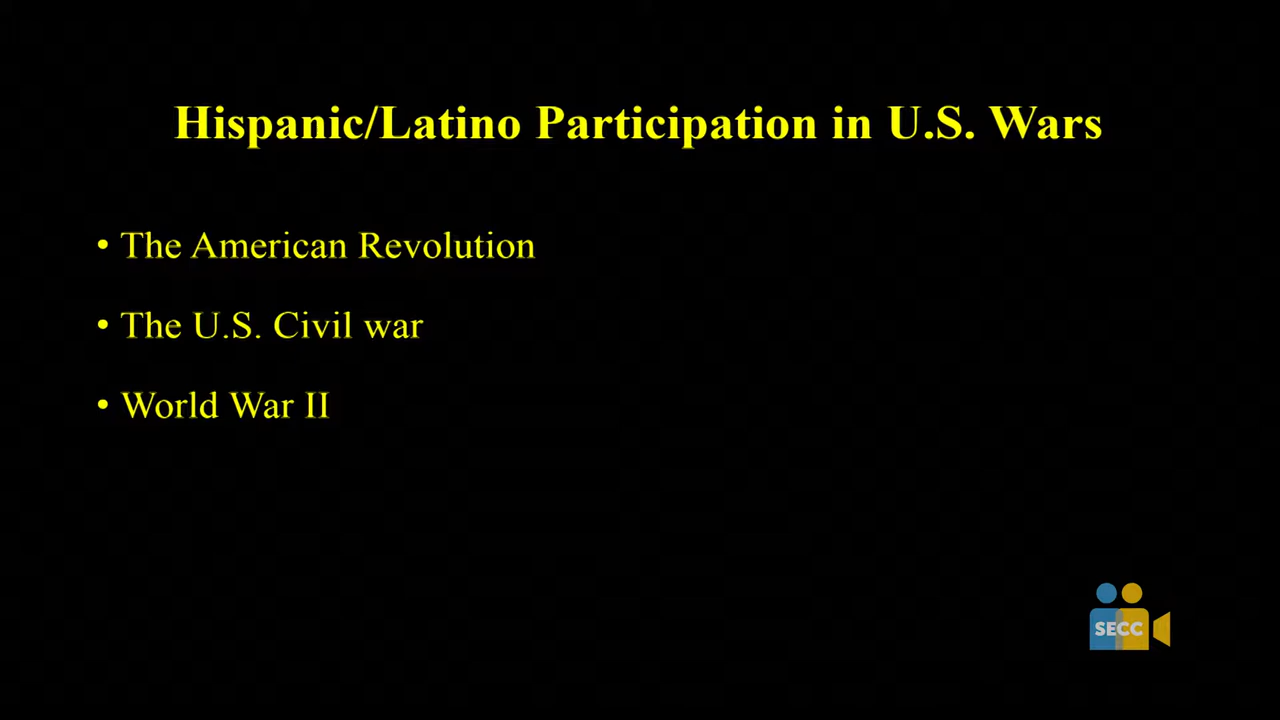 Hispanic/Latino Participation in U.S. Wars
• The American Revolution
• The U.S. Civil war
• World War II
SECC